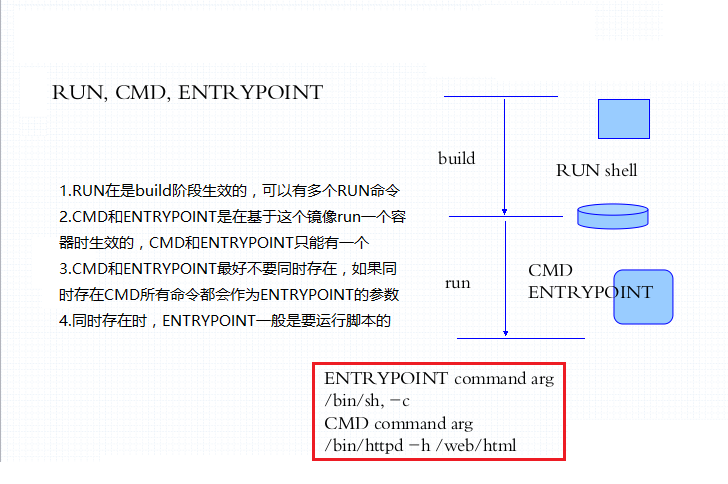 RUN, CMD, ENTRYPOINT
1.RUN在是build阶段生效的，可以有多个RUN命令
2.CMD和ENTRYPOINT是在基于这个镜像run一个容
器时生效的，CMD和ENTRYPOINT只能有一个
3.CMD和ENTRYPOINT最好不要同时存在，如果同
时存在CMD所有命令都会作为ENTRYPOINT的参数
4.同时存在时，ENTRYPOINT一般是要运行脚本的
build
RUN shell
run
CMD
ENTRYPOINT
ENTRYPOINT command arg
/bin/sh, −c
CMD command arg
/bin/httpd −h /web/html